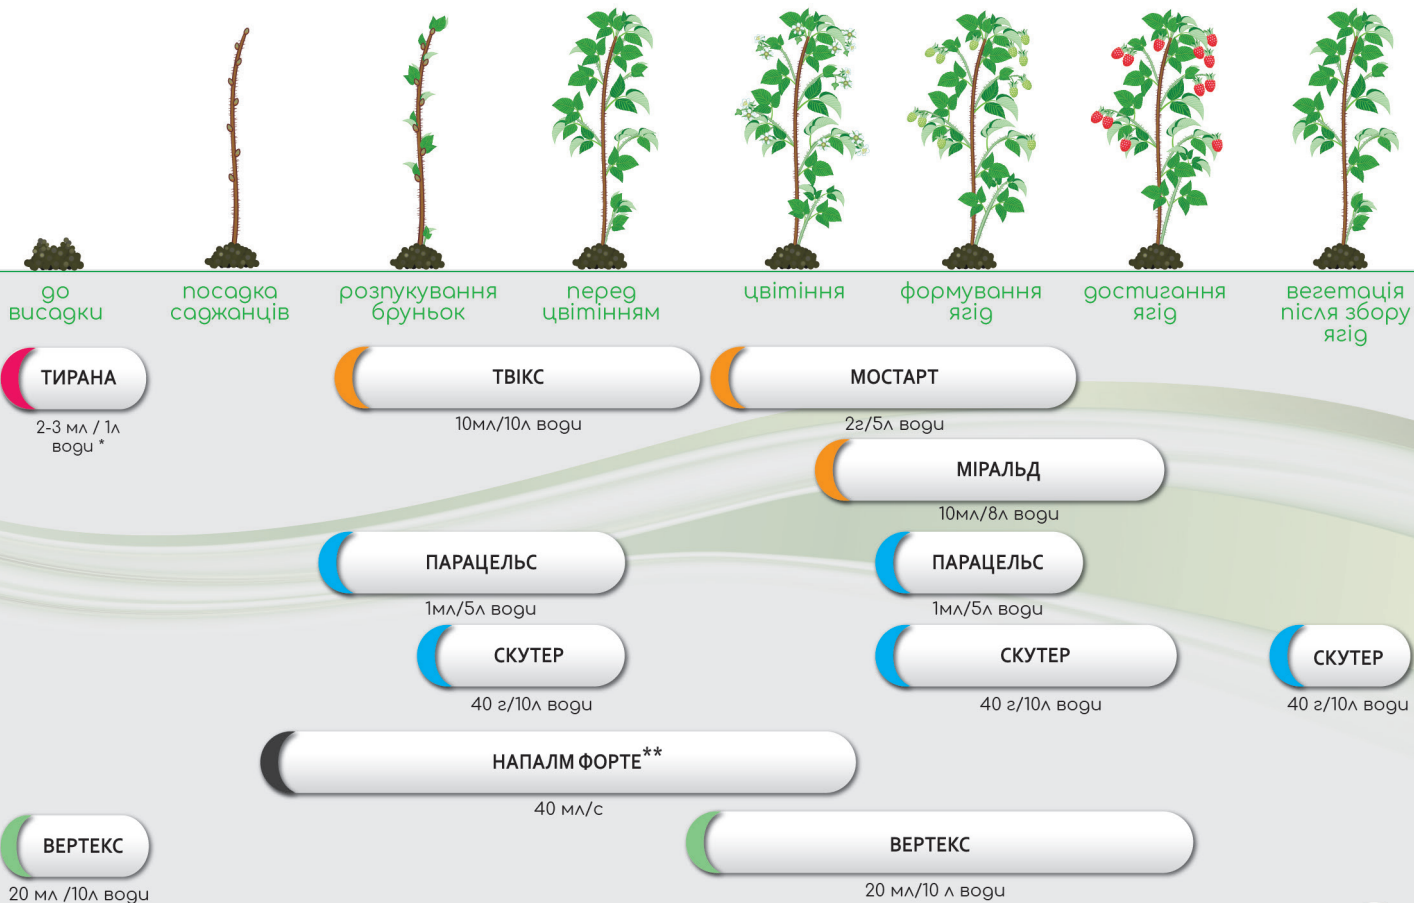 до
висадки
посадка
саджанців
розпукування
бруньок
перед
цвітінням
цвітіння
формування
ягід
достигання
ягід
вегетація
після збору
ягід
ТИРАНА
2-3 мл / 1л
води *
ТВІКС
10мл/10л води
МОСТАРТ
2г/5л води
МІРАЛЬД
10мл/8л води
ПАРАЦЕЛЬС
1мл/5л води
ПАРАЦЕЛЬС
1мл/5л води
СКУТЕР
40 г/10л води
СКУТЕР
40 г/10л води
СКУТЕР
40 г/10л води
НАПАЛМ ФОРТЕ**
40 мл/с
ВЕРТЕКС
20 мл /10л води
ВЕРТЕКС
20 мл/10 л води